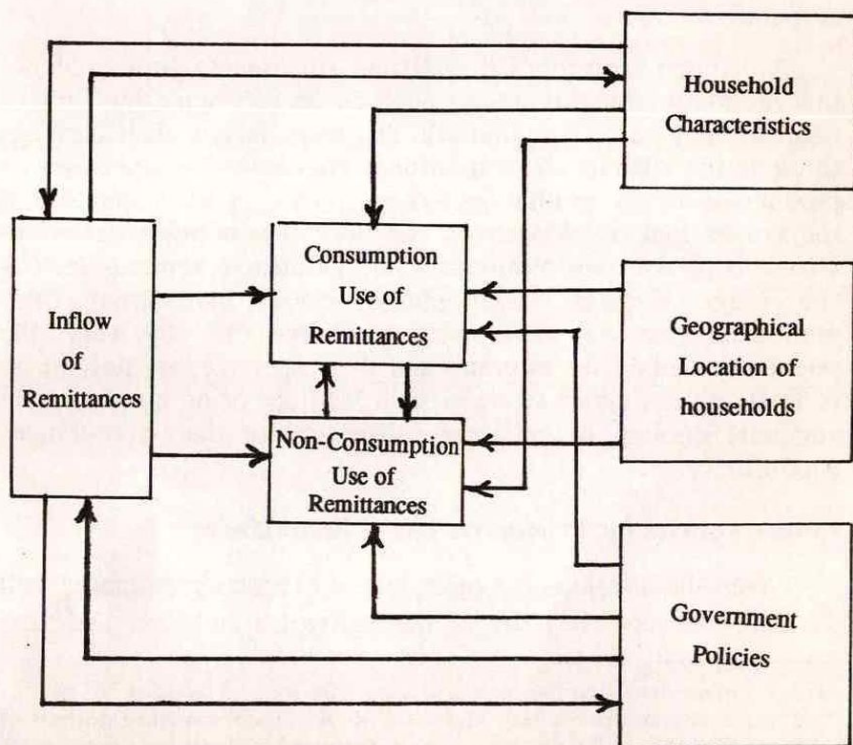 Household
Characteristics
Consumption
Use of
Remittances
Inflow
of
Remittances
Geographical
Location of
households
Non-Consumption
Use of
Remittances
Government
Policies